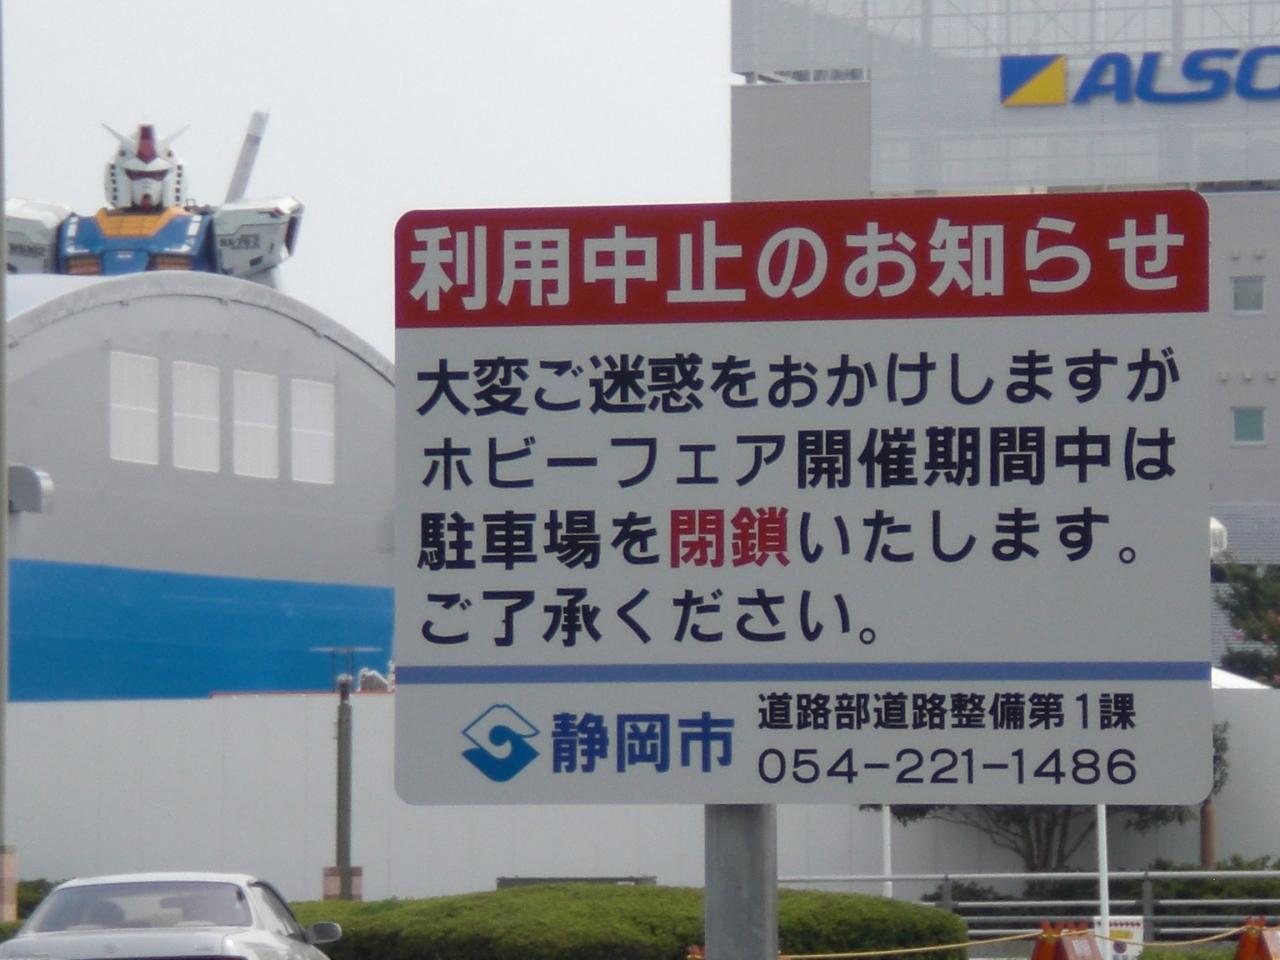 ALSO
利用中止のお知らせ
大変ご迷惑をおかけしますが
ホビーフェア開催期間中は
駐車場を閉鎖いたします。
ご了承ください。
静岡市
道路部道路整備第1課
054-221-1486